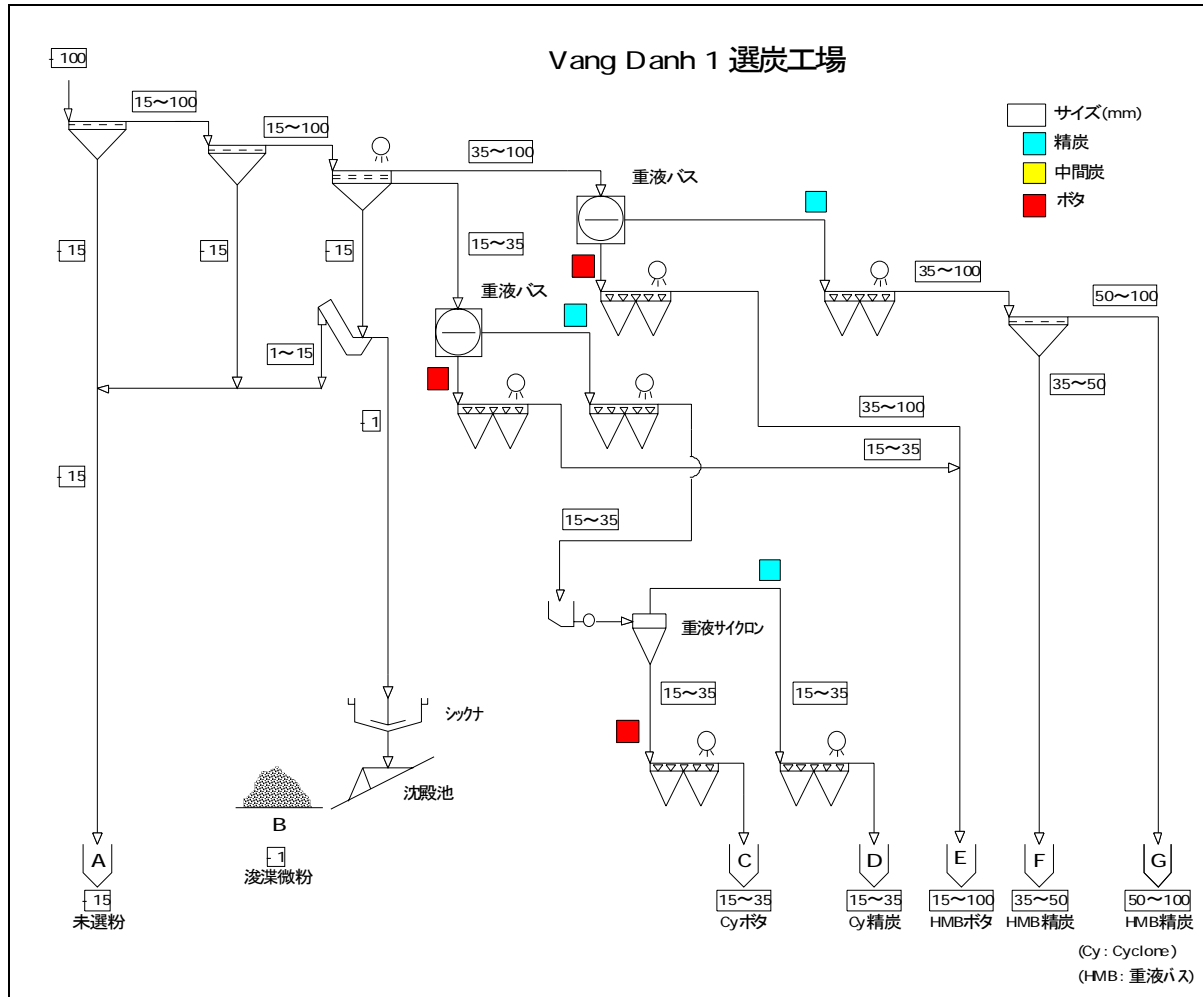 Vang Danh 1 選炭工場
- 100
15～100
15～100
35～100
サイズ(mm)
精炭
中間炭
ボタ
重液バス
- 15
- 15
- 15
15～35
35～100
50～100
重液バス
1～15
35～50
- 1
35～100
15～35
- 15
15～35
重液サイクロン
15～35
15～35
シックナ
沈殿池
B
- 1
浚渫微粉
A
- 15
未選粉
C
15～35
Cyボタ
D
15～35
Cy精炭
E
15～100
HMBボタ
F
35～50
HMB精炭
G
50～100
HMB精炭
(Cy : Cyclone)
(HMB : 重液バス)